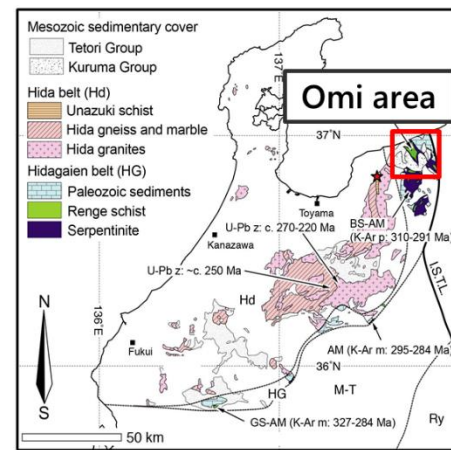 Mesozoic sedimentary cover
Tetori Group
Kuruma Group
Hida belt (Hd)
Unazuki schist
Hida gneiss and marble
Hida granites
Hidagaien belt (HG)
Paleozoic sediments
Renge schist
Serpentinite
137°E
Omi area
37°N
Toyama
Kanazawa
U-Pb z: c. 270-220 Ma
BS-AM
(K-Ar p: 310-291 Ma)
U-Pb z: ~c. 250 Ma
I.S.T.L.
Hd
N
136°E
AM (K-Ar m: 295-284 Ma)
Fukui
36°N
S
HG
M-T
GS-AM (K-Ar m: 327-284 Ma)
Ry
50 km